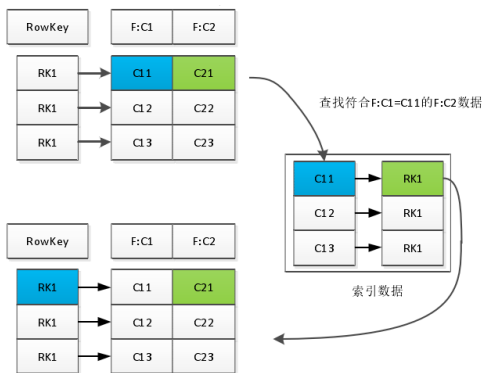 RowKey F:C1 F:C2
RK1 C11 C21
RK1 C12 C22
RK1 C13 C23
查找符合F:C1=C11的F:C2数据
C11 RK1
C12 RK1
C13 RK1
索引数据
RowKey F:C1 F:C2
RK1 C11 C21
RK1 C12 C22
RK1 C13 C23